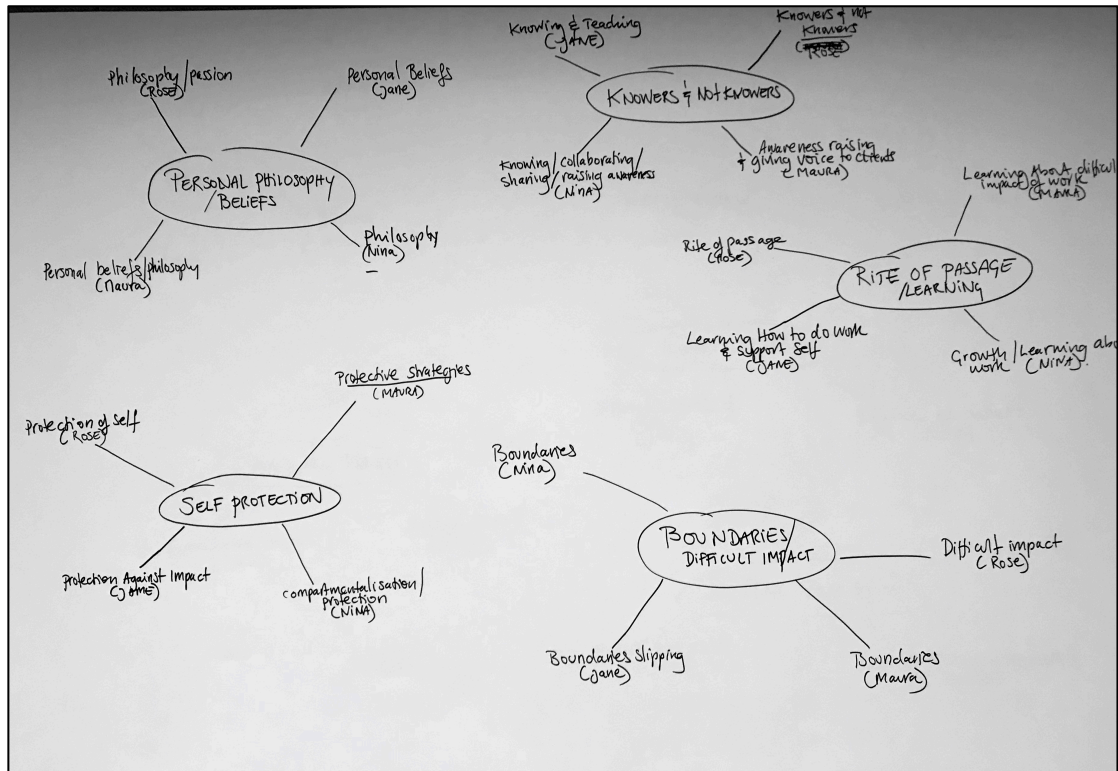 Philosophy/passion
(ROSE)
Personal Beliefs
(Jane)
PERSONAL PHILOSOPHY
/BELIEFS
Personal beliefs/philosophy
(Maura)
Philosophy
(Nina)
Knowing & Teaching
(JANE)
Knowers & not
Knowers
(ROSE)
KNOWERS & NOT KNOWERS
Knowing/collaborating/
sharing/raising awareness
(NINA)
Awareness raising
& giving voice to clients
(MAURA)
Learning About difficul
impact of work
(MAURA)
Rite of passage
(ROSE)
RITE OF PASSAGE
/LEARNING
Learning How to do work
& support self
(JANE)
Growth/Learning abo
work (NINA).
Protection of self
(ROSE)
Protective Strategies
(MAURA)
SELF PROTECTION
Protection Against Impact
(JANE)
compartmentalisation/
protection
(NINA)
Boundaries
(Nina)
BOUNDARIES/
DIFFICULT IMPACT
Difficult impact
(Rose)
Boundaries Slipping
(Jane)
Boundaries
(Maura)